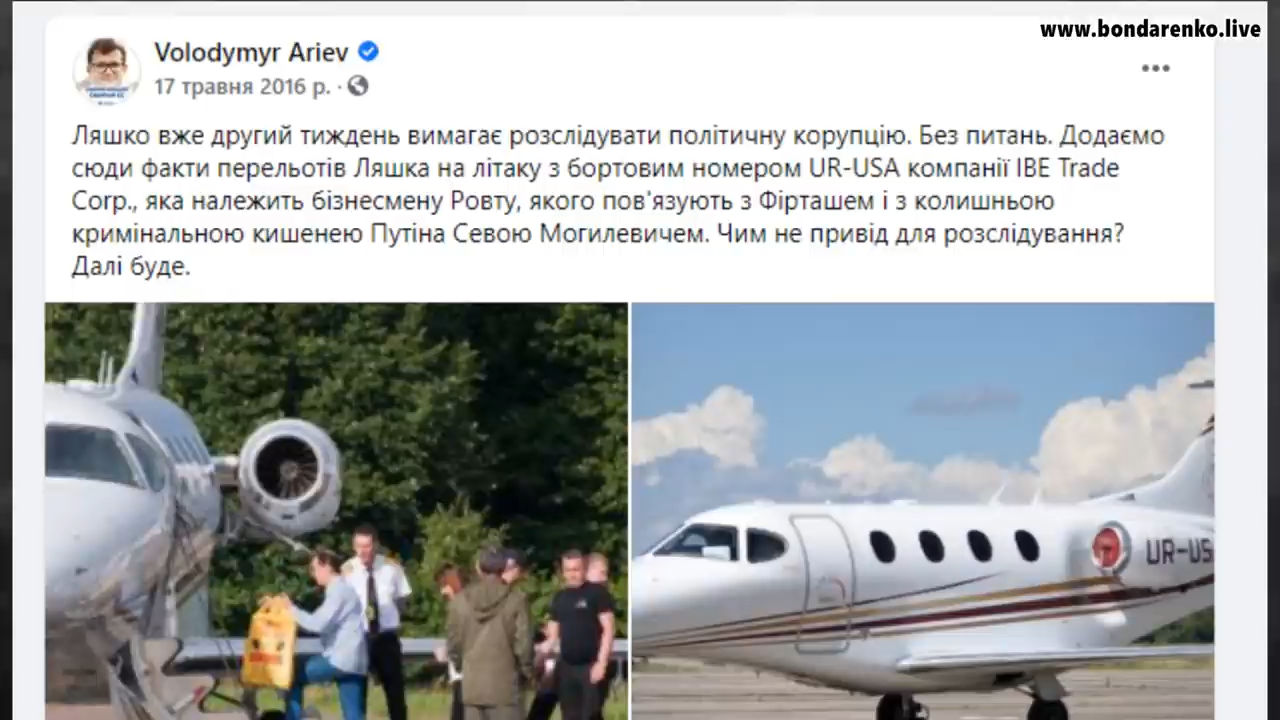 www.bondarenko.live
Volodymyr Ariev
17 травня 2016 р. ·
Ляшко вже другий тиждень вимагає розслідувати політичну корупцію. Без питань. Додаємо
сюди факти перельотів Ляшка на літаку з бортовим номером UR-USA компанії IBE Trade
Corp., яка належить бізнесмену Ровту, якого пов'язують з Фірташем і з колишньою
кримінальною кишенею Путіна Севою Могилевичем. Чим не привід для розслідування?
Далі буде.
UR-US